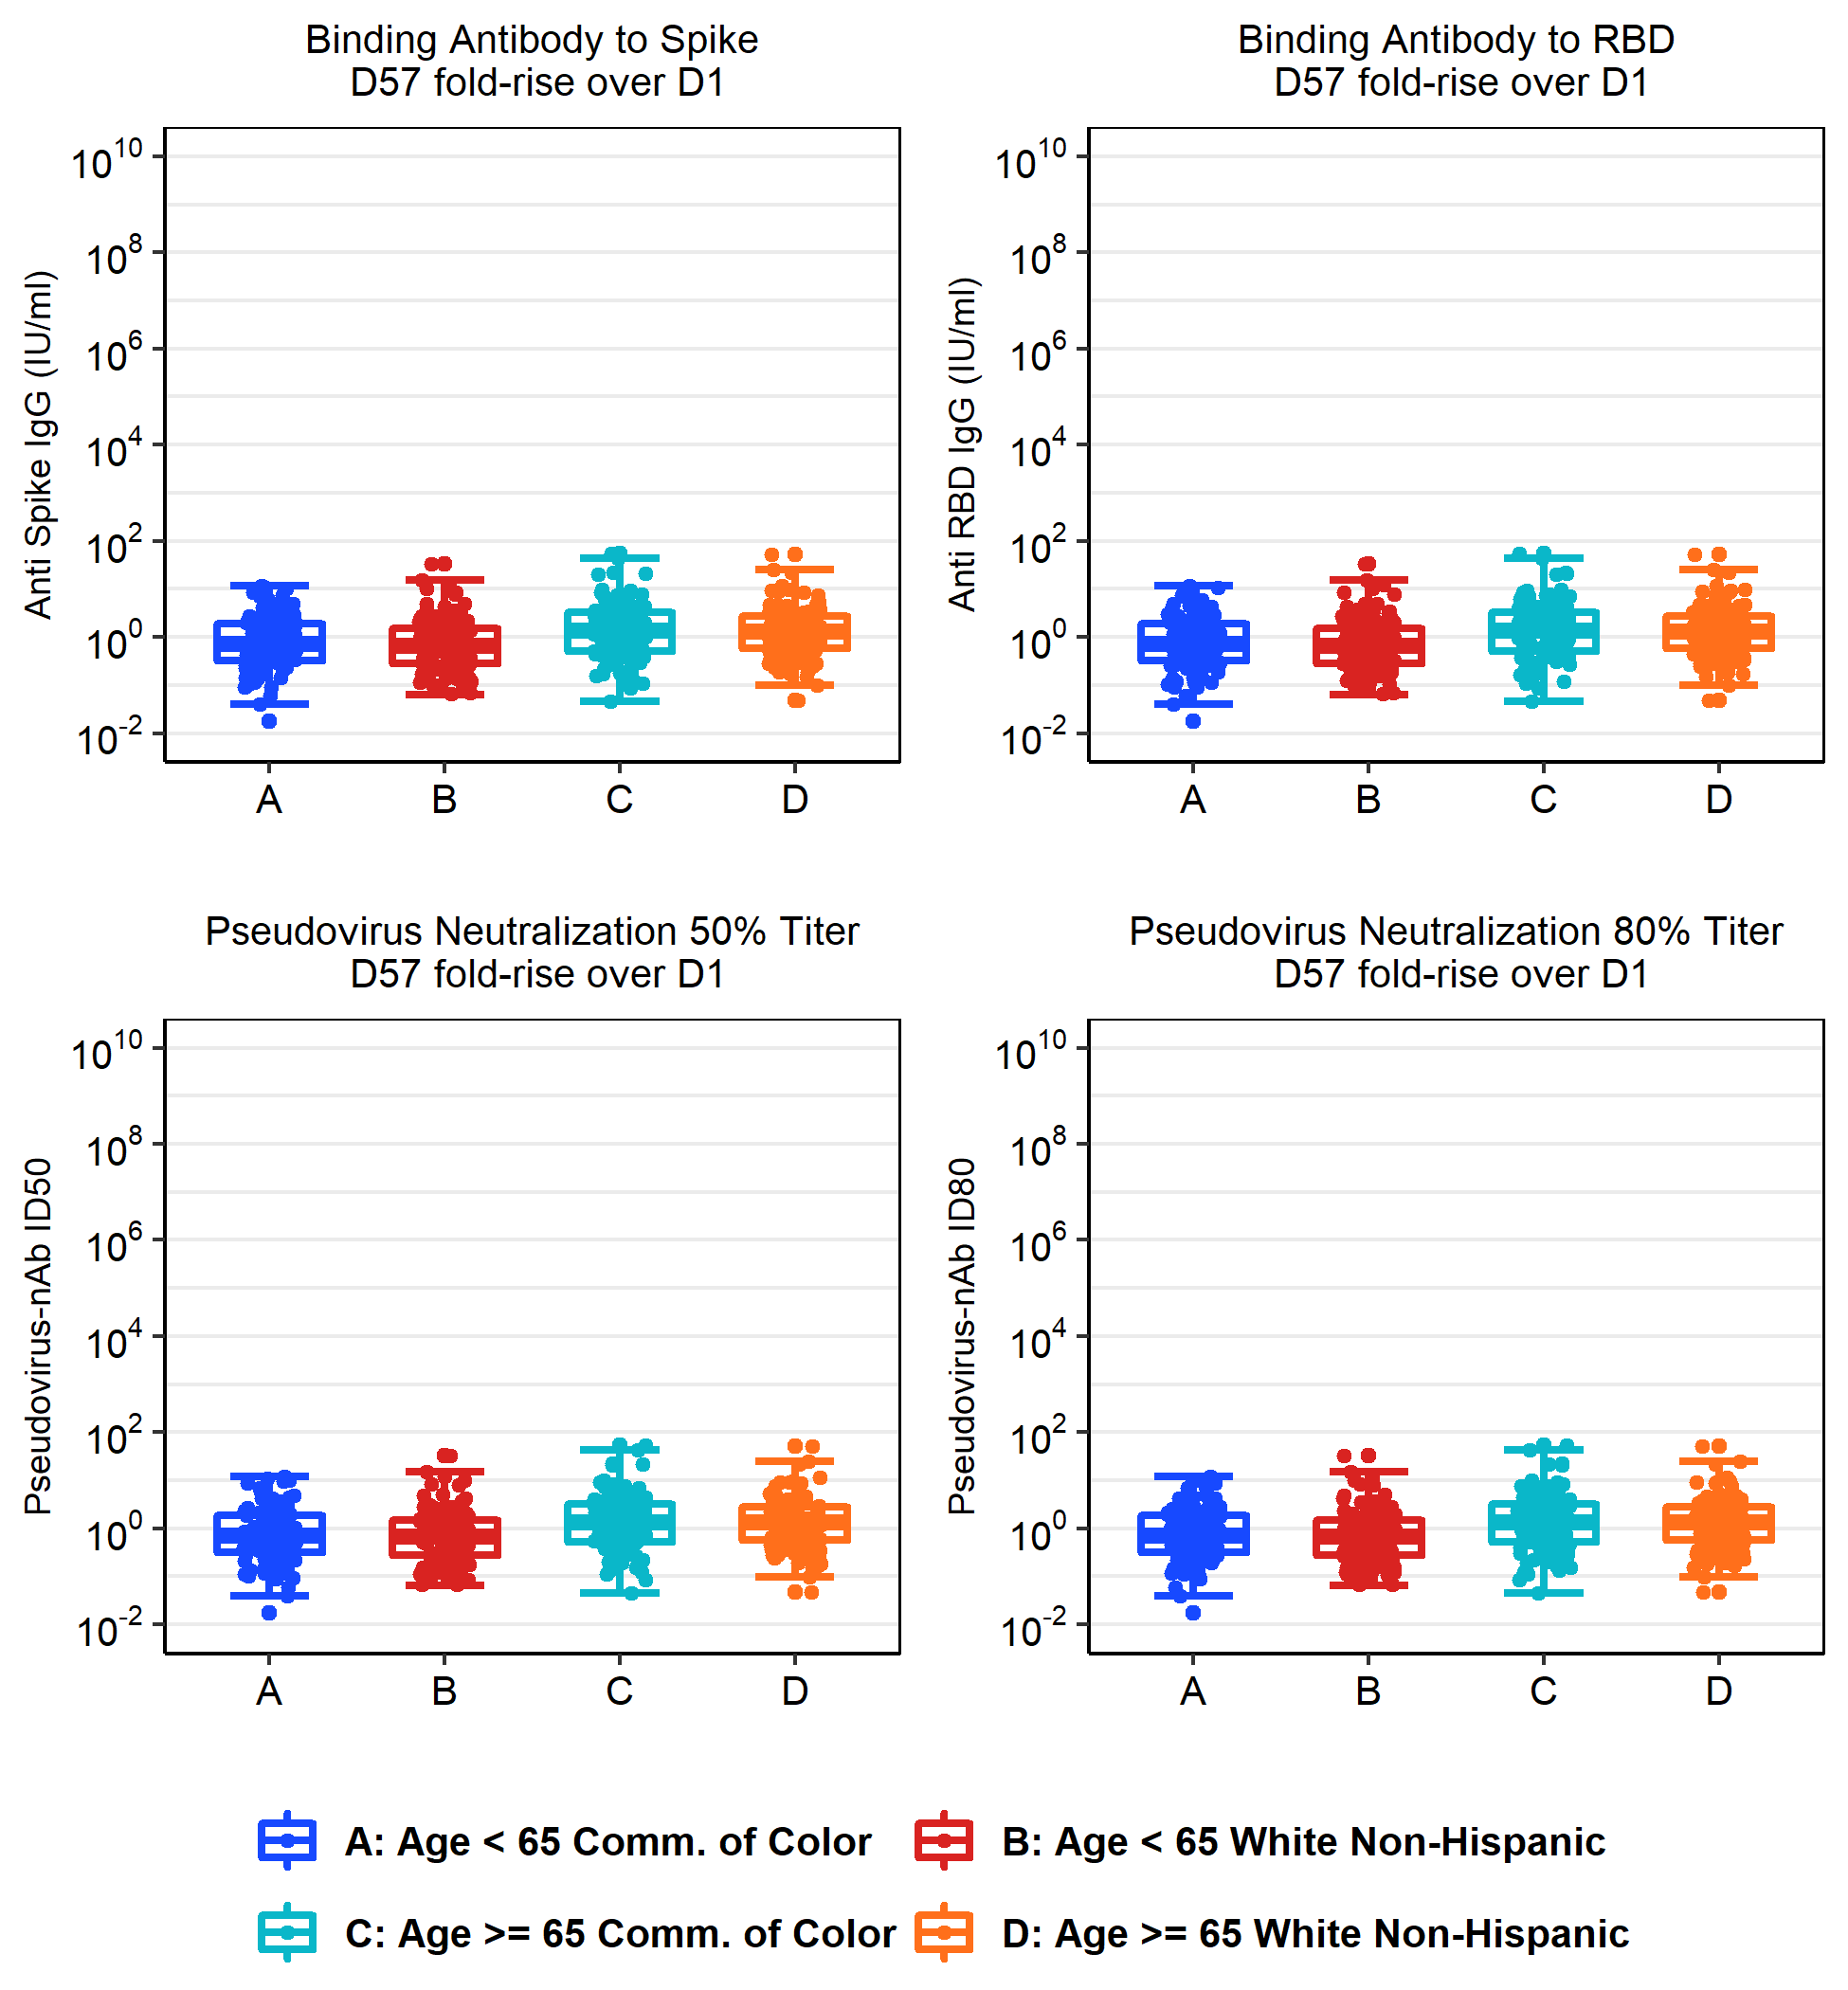 Binding Antibody to Spike
D57 fold-rise over D1
Anti Spike IgG (IU/ml)
10^10
10^8
10^6
10^4
10^2
10^0
10^-2
A B C D
Binding Antibody to RBD
D57 fold-rise over D1
Anti RBD IgG (IU/ml)
10^10
10^8
10^6
10^4
10^2
10^0
10^-2
A B C D
Pseudovirus Neutralization 50% Titer
D57 fold-rise over D1
Pseudovirus-nAb ID50
10^10
10^8
10^6
10^4
10^2
10^0
10^-2
A B C D
Pseudovirus Neutralization 80% Titer
D57 fold-rise over D1
Pseudovirus-nAb ID80
10^10
10^8
10^6
10^4
10^2
10^0
10^-2
A B C D
A: Age < 65 Comm. of Color
B: Age < 65 White Non-Hispanic
C: Age >= 65 Comm. of Color
D: Age >= 65 White Non-Hispanic